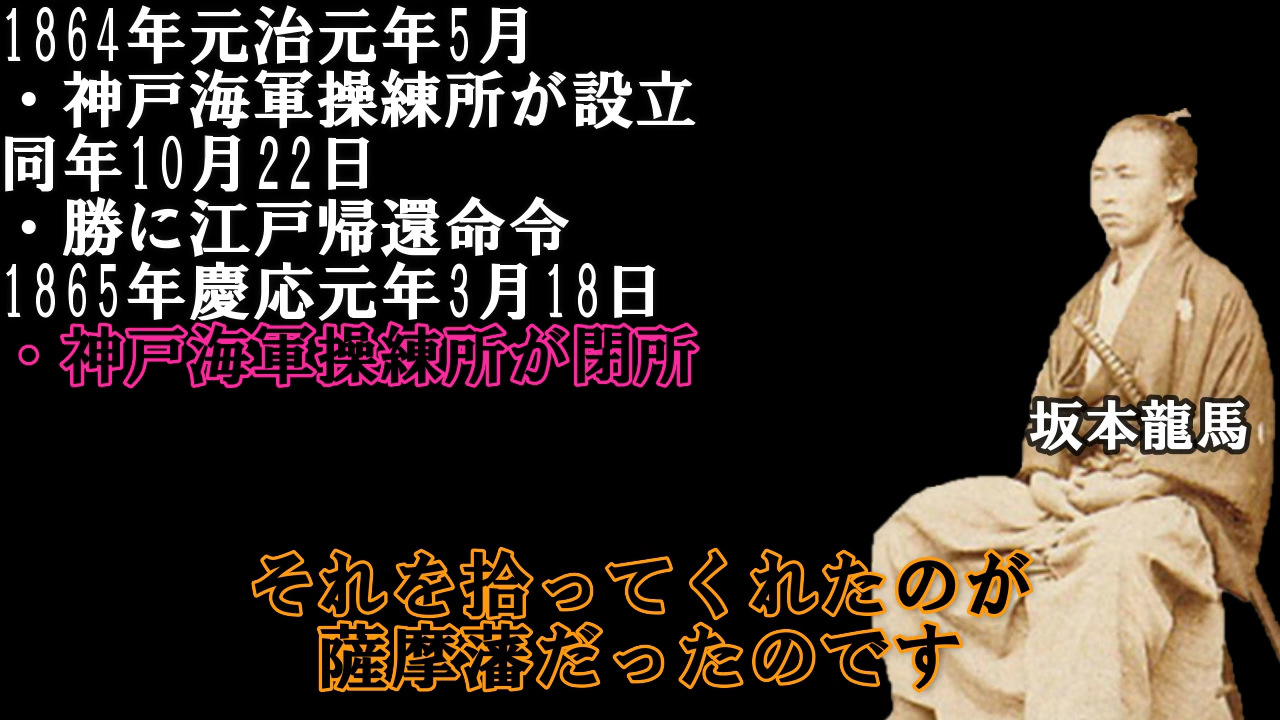 1864年元治元年5月
・神戸海軍操練所が設立
同年10月22日
・勝に江戸帰還命令
1865年慶応元年3月18日
・神戸海軍操練所が閉所
坂本龍馬
それを拾ってくれたのが
薩摩藩だったのです